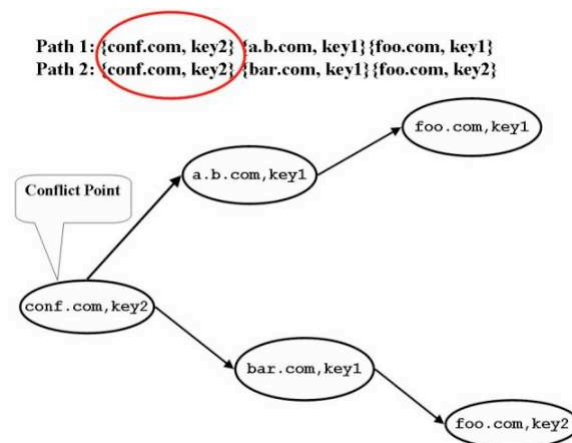 Path 1: {conf.com, key2} {a.b.com, key1}{foo.com, key1}
Path 2: {conf.com, key2} {bar.com, key1}{foo.com, key2}
foo.com,key1
a.b.com,key1
Conflict Point
conf.com,key2
bar.com,key1
foo.com,key2